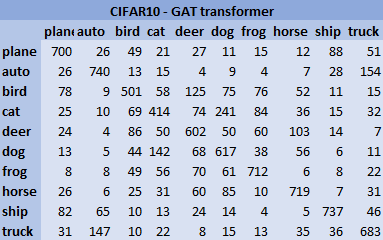 CIFAR10 - GAT transformer
plane auto bird cat deer dog frog horse ship truck
plane 700 26 49 21 27 11 15 12 88 51
auto 26 740 13 15 4 9 4 7 28 154
bird 78 9 501 58 125 75 76 52 11 15
cat 25 10 69 414 74 241 84 36 15 32
deer 24 4 86 50 602 50 60 103 14 7
dog 13 5 44 142 68 617 38 56 6 11
frog 8 8 49 56 70 61 712 6 8 22
horse 26 6 25 31 60 85 10 719 7 31
ship 82 65 10 13 24 14 4 5 737 46
truck 31 147 10 22 8 15 13 35 36 683